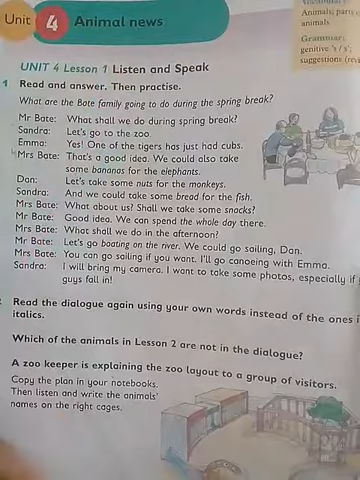 Unit 4 Animal news
Vocabulary:
Animals; parts
animals
Grammar:
genitive 's / s';
suggestions
UNIT 4 Lesson 1 Listen and Speak
1 Read and answer. Then practise.
What are the Bate family going to do during the spring break?
Mr Bate: What shall we do during spring break?
Sandra: Let's go to the zoo.
Emma: Yes! One of the tigers has just had cubs.
Mrs Bate: That's a good idea. We could also take
some bananas for the elephants.
Dan: Let's take some nuts for the monkeys.
Sandra: And we could take some bread for the fish.
Mrs Bate: What about us? Shall we take some snacks?
Mr Bate: Good idea. We can spend the whole day there.
Mrs Bate: What shall we do in the afternoon?
Mr Bate: Let's go boating on the river. We could go sailing, Dan.
Mrs Bate: You can go sailing if you want. I'll go canoeing with Emma.
Sandra: I will bring my camera. I want to take some photos, especially if
guys fall in!
Read the dialogue again using your own words instead of the ones
italics.
Which of the animals in Lesson 2 are not in the dialogue?
A zoo keeper is explaining the zoo layout to a group of visitors.
Copy the plan in your notebooks.
Then listen and write the animals'
names on the right cages.